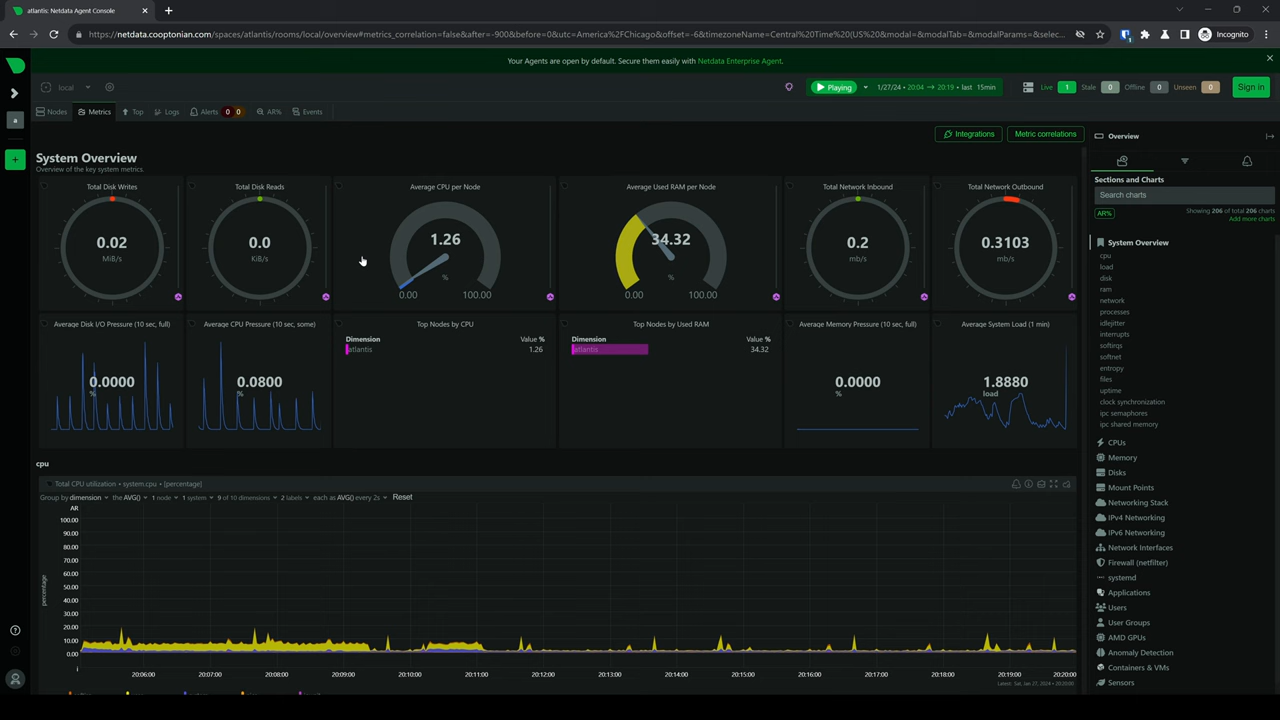 atlantis: Netdata Agent Console
https://netdata.cooptonian.com/spaces/atlantis/rooms/local/overview#metrics_correlation=false&after=-900&before=0&utc=America%2FChicago&offset=-6&timezoneName=Central%20Time%20(US%20&modal=&modalTab=&modalParams=&selec...
Incognito
Your Agents are open by default. Secure them easily with Netdata Enterprise Agent.
local
Playing
1/27/24 • 20:04 → 20:19 • last 15min
Live 1 Stale 0 Offline 0 Unseen 0
Sign in
a
Nodes Metrics Top Logs Alerts 0 0 AR% Events
Integrations
Metric correlations
System Overview
Overview of the key system metrics.
Total Disk Writes
0.02
MiB/s
Total Disk Reads
0.0
KiB/s
Average CPU per Node
1.26
%
0.00 100.00
Average Used RAM per Node
34.32
%
0.00 100.00
Total Network Inbound
0.2
mb/s
Total Network Outbound
0.3103
mb/s
Average Disk I/O Pressure (10 sec, full)
0.0000
%
Average CPU Pressure (10 sec, some)
0.0800
%
Top Nodes by CPU
Dimension Value %
atlantis 1.26
Top Nodes by Used RAM
Dimension Value %
atlantis 34.32
Average Memory Pressure (10 sec, full)
0.0000
%
Average System Load (1 min)
1.8880
load
cpu
Total CPU utilization • system.cpu • [percentage]
Group by dimension the AVG() 1 node 1 system 9 of 10 dimensions 2 labels each as AVG() every 2s Reset
AR
100.00
90.00
80.00
70.00
60.00
50.00
40.00
30.00
20.00
10.00
0.00
percentage
20:06:00 20:07:00 20:08:00 20:09:00 20:10:00 20:11:00 20:12:00 20:13:00 20:14:00 20:15:00 20:16:00 20:17:00 20:18:00 20:19:00 20:20:00
Latest: Sat, Jan 27, 2024 • 20:20:00
Overview
Sections and Charts
Search charts
AR%
Showing 206 of total 206 charts
Add more charts
System Overview
cpu
load
disk
ram
network
processes
idlejitter
interrupts
softirqs
softnet
entropy
files
uptime
clock synchronization
ipc semaphores
ipc shared memory
CPUs
Memory
Disks
Mount Points
Networking Stack
IPv4 Networking
IPv6 Networking
Network Interfaces
Firewall (netfilter)
systemd
Applications
Users
User Groups
AMD GPUs
Anomaly Detection
Containers & VMs
Sensors